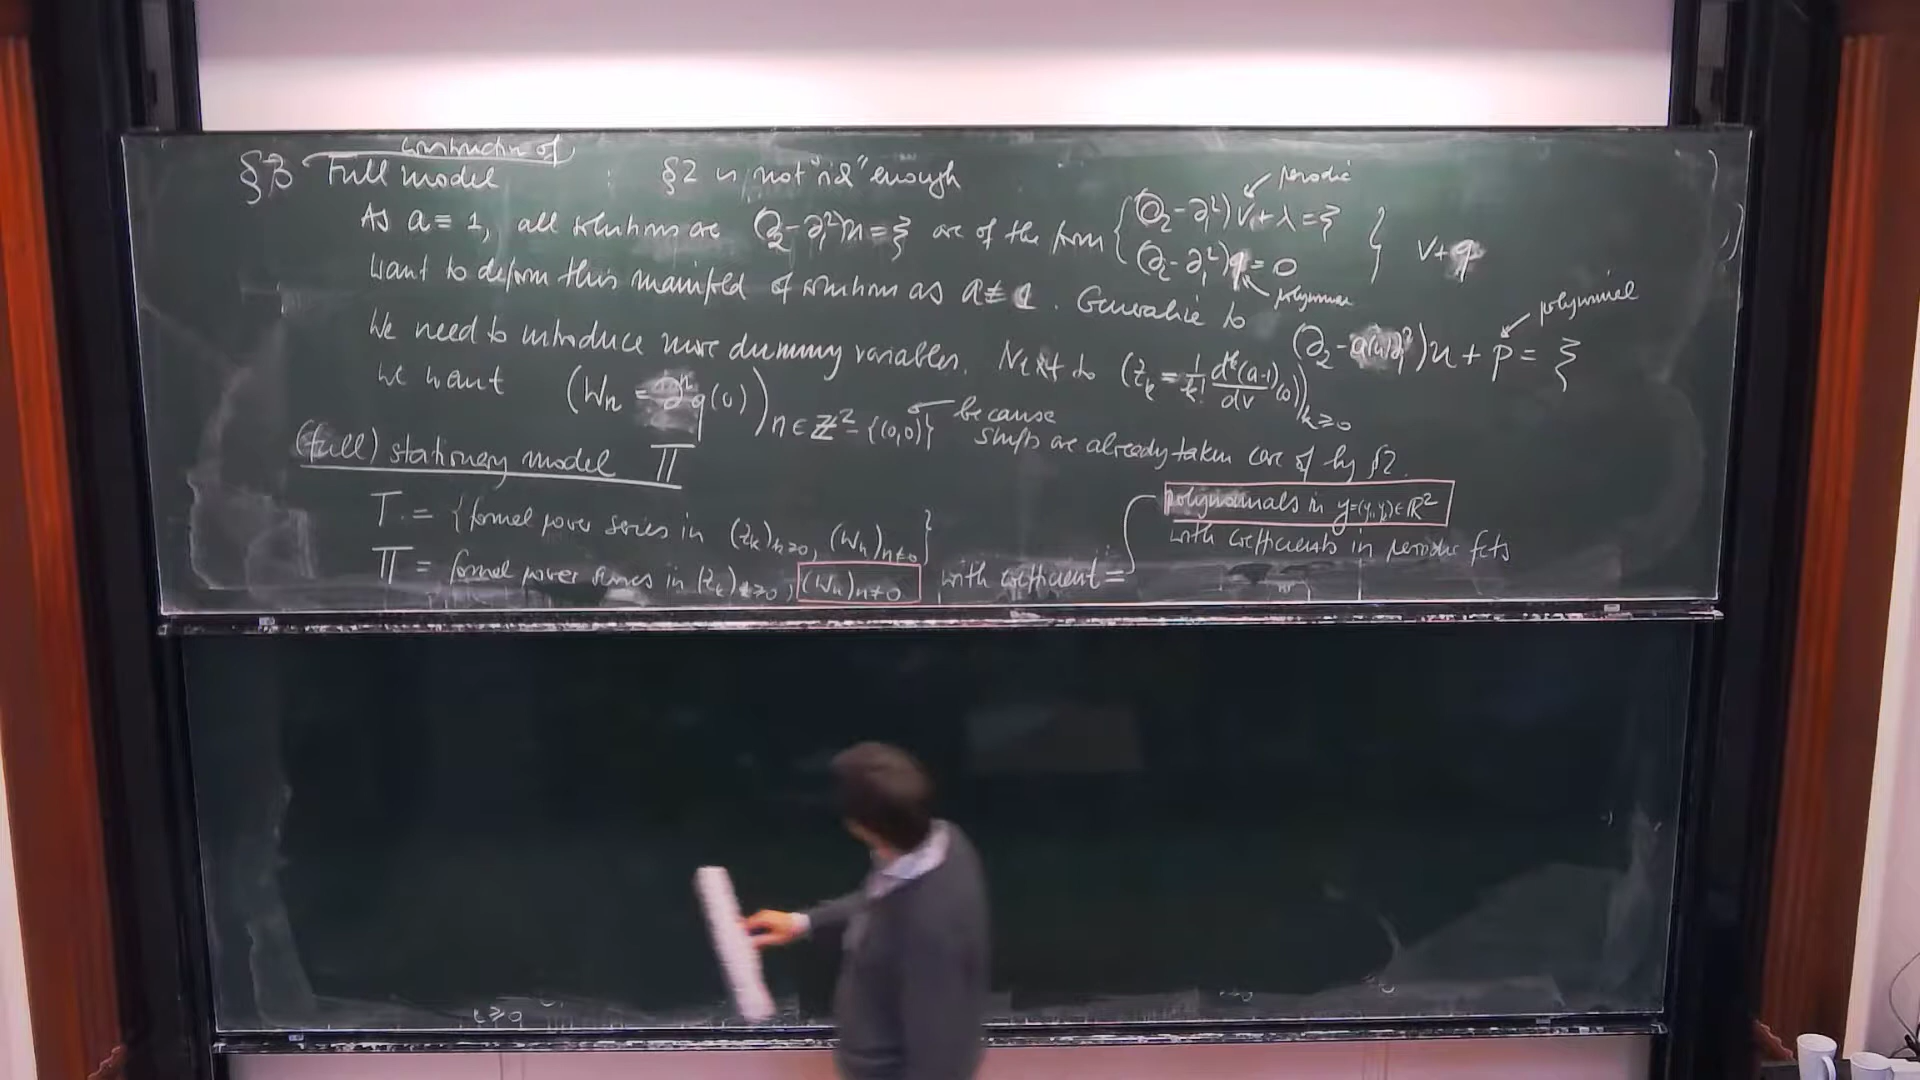 §3 Construction of Full model : §2 is not "rich" enough
As a≡1, all solutions are (∂₂-∂₁²)u=ξ are of the form { (∂₂-∂₁²)v+λ=ξ ← periodic
(∂₂-∂₁²)q=0 ← polynomial } v+q
Want to deform this manifold of solutions as a≢1. Generalize to (∂₂-a(u)∂₁²)u+p=ξ ← polynomial
We need to introduce more dummy variables. Next to (z_k = 1/k! d^k(a-1)/dv^k (0))_{k≥0}
we want (w_n = ∂^n q(0))_{n∈ℤ²-{(0,0)}} ← because shifts are already taken care of by §2.
(full) stationary model Π
T = {formal power series in (z_k)_{k≥0}, (w_n)_{n≠0}}
Π = formal power series in (z_k)_{k≥0}, (w_n)_{n≠0} with coefficient =
polynomials in y=(y₁,y₂)∈ℝ²
with coefficients in periodic fcts
k≥0